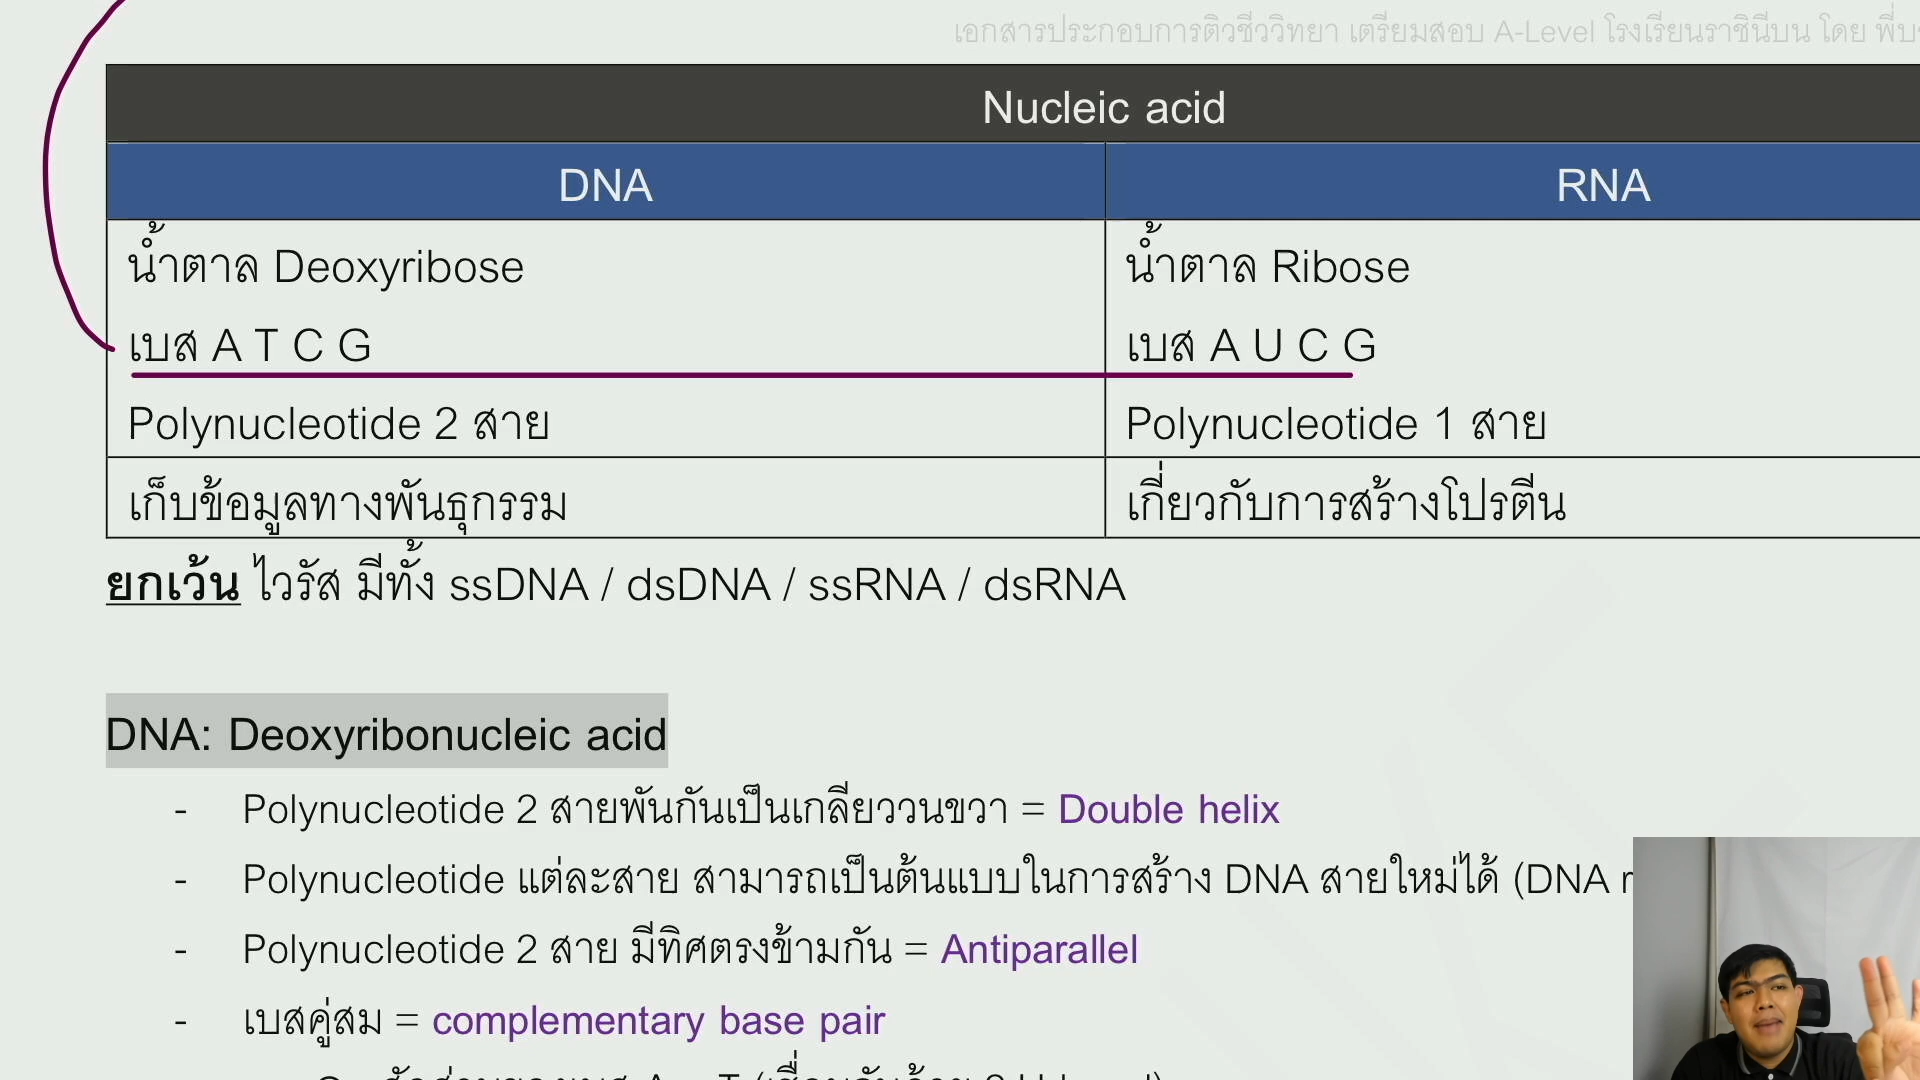 เอกสารประกอบการติวชีววิทยา เตรียมสอบ A-Level โรงเรียนราชินีบน โดย
Nucleic acid
DNA
RNA
น้ำตาล Deoxyribose
น้ำตาล Ribose
เบส A T C G
เบส A U C G
Polynucleotide 2 สาย
Polynucleotide 1 สาย
เก็บข้อมูลทางพันธุกรรม
เกี่ยวกับการสร้างโปรตีน
ยกเว้น ไวรัส มีทั้ง ssDNA / dsDNA / ssRNA / dsRNA
DNA: Deoxyribonucleic acid
- Polynucleotide 2 สายพันกันเป็นเกลียววนขวา = Double helix
- Polynucleotide แต่ละสาย สามารถเป็นต้นแบบในการสร้าง DNA สายใหม่ได้ (DNA
- Polynucleotide 2 สาย มีทิศตรงข้ามกัน = Antiparallel
- เบสคู่สม = complementary base pair